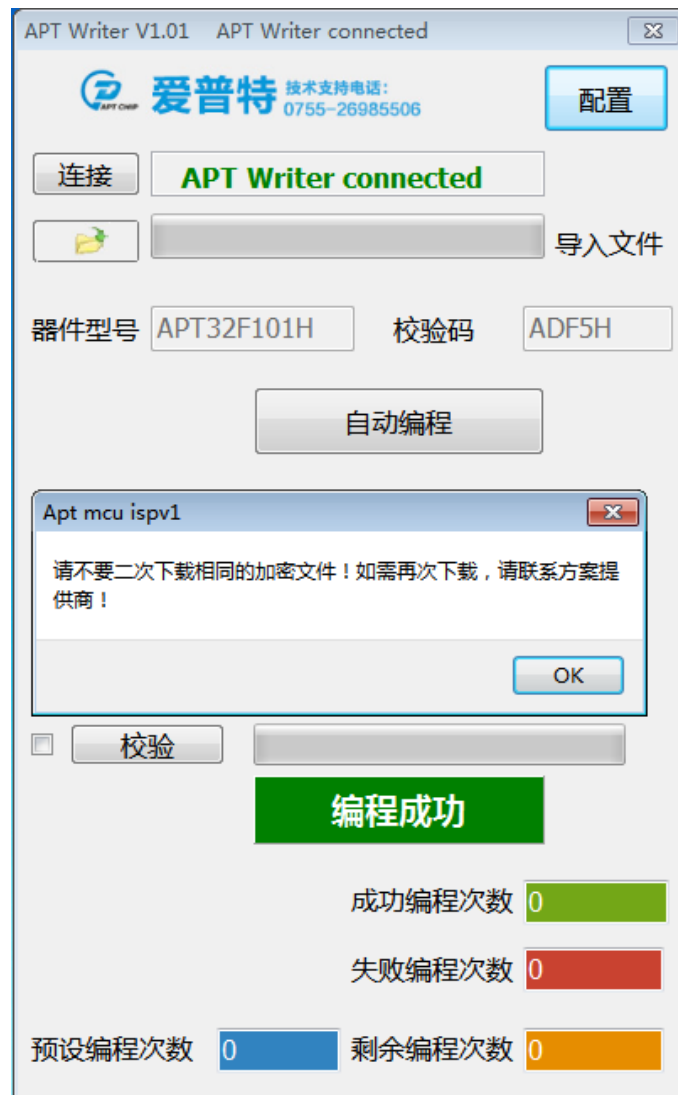 APT Writer V1.01 APT Writer connected
APT CHIP
爱普特
技术支持电话：
0755-26985506
配置
连接
APT Writer connected
导入文件
器件型号 APT32F101H 校验码 ADF5H
自动编程
Apt mcu ispv1
请不要二次下载相同的加密文件！如需再次下载，请联系方案提
供商！
OK
校验
编程成功
成功编程次数 0
失败编程次数 0
预设编程次数 0 剩余编程次数 0